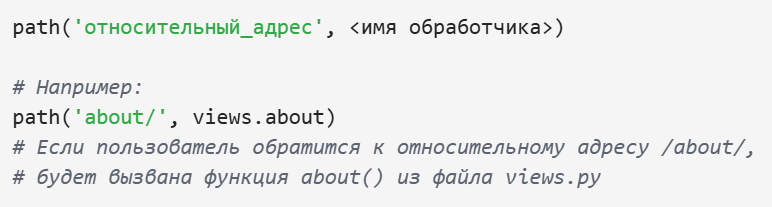 path('относительный_адрес', <имя обработчика>)
# Например:
path('about/', views.about)
# Если пользователь обратится к относительному адресу /about/,
# будет вызвана функция about() из файла views.py